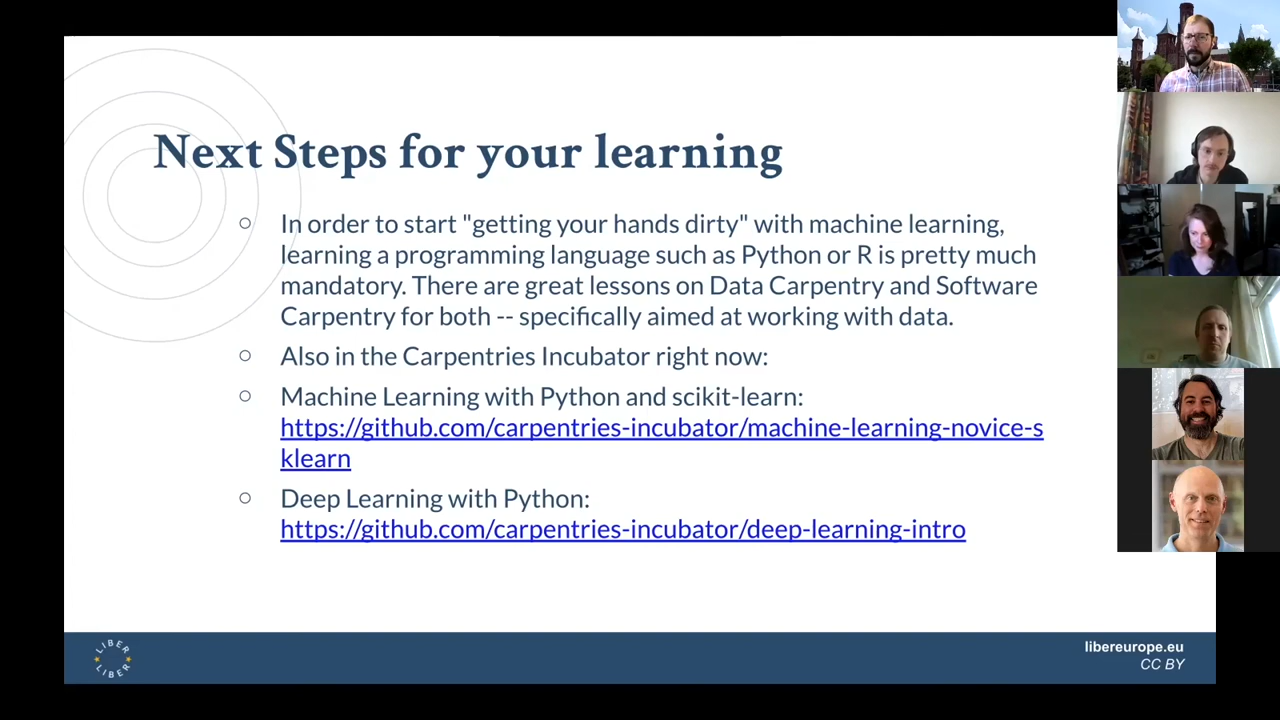 Next Steps for your learning
In order to start "getting your hands dirty" with machine learning,
learning a programming language such as Python or R is pretty much
mandatory. There are great lessons on Data Carpentry and Software
Carpentry for both -- specifically aimed at working with data.
Also in the Carpentries Incubator right now:
Machine Learning with Python and scikit-learn:
https://github.com/carpentries-incubator/machine-learning-novice-s
klearn
Deep Learning with Python:
https://github.com/carpentries-incubator/deep-learning-intro
LIBER
LIBER
libereurope.eu
CC BY